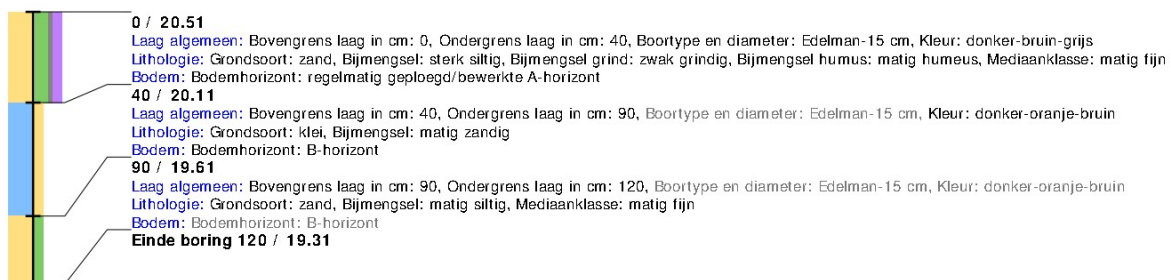 0 / 20.51
Laag algemeen: Bovengrens laag in cm: 0, Ondergrens laag in cm: 40, Boortype en diameter: Edelman-15 cm, Kleur: donker-bruin-grijs
Lithologie: Grondsoort: zand, Bijmengsel: sterk siltig, Bijmengsel grind: zwak grindig, Bijmengsel humus: matig humeus, Mediaanklasse: matig fijn
Bodem: Bodemhorizont: regelmatig geploegd/bewerkte A-horizont
40 / 20.11
Laag algemeen: Bovengrens laag in cm: 40, Ondergrens laag in cm: 90, Boortype en diameter: Edelman-15 cm, Kleur: donker-oranje-bruin
Lithologie: Grondsoort: klei, Bijmengsel: matig zandig
Bodem: Bodemhorizont: B-horizont
90 / 19.61
Laag algemeen: Bovengrens laag in cm: 90, Ondergrens laag in cm: 120, Boortype en diameter: Edelman-15 cm, Kleur: donker-oranje-bruin
Lithologie: Grondsoort: zand, Bijmengsel: matig siltig, Mediaanklasse: matig fijn
Bodem: Bodemhorizont: B-horizont
Einde boring 120 / 19.31